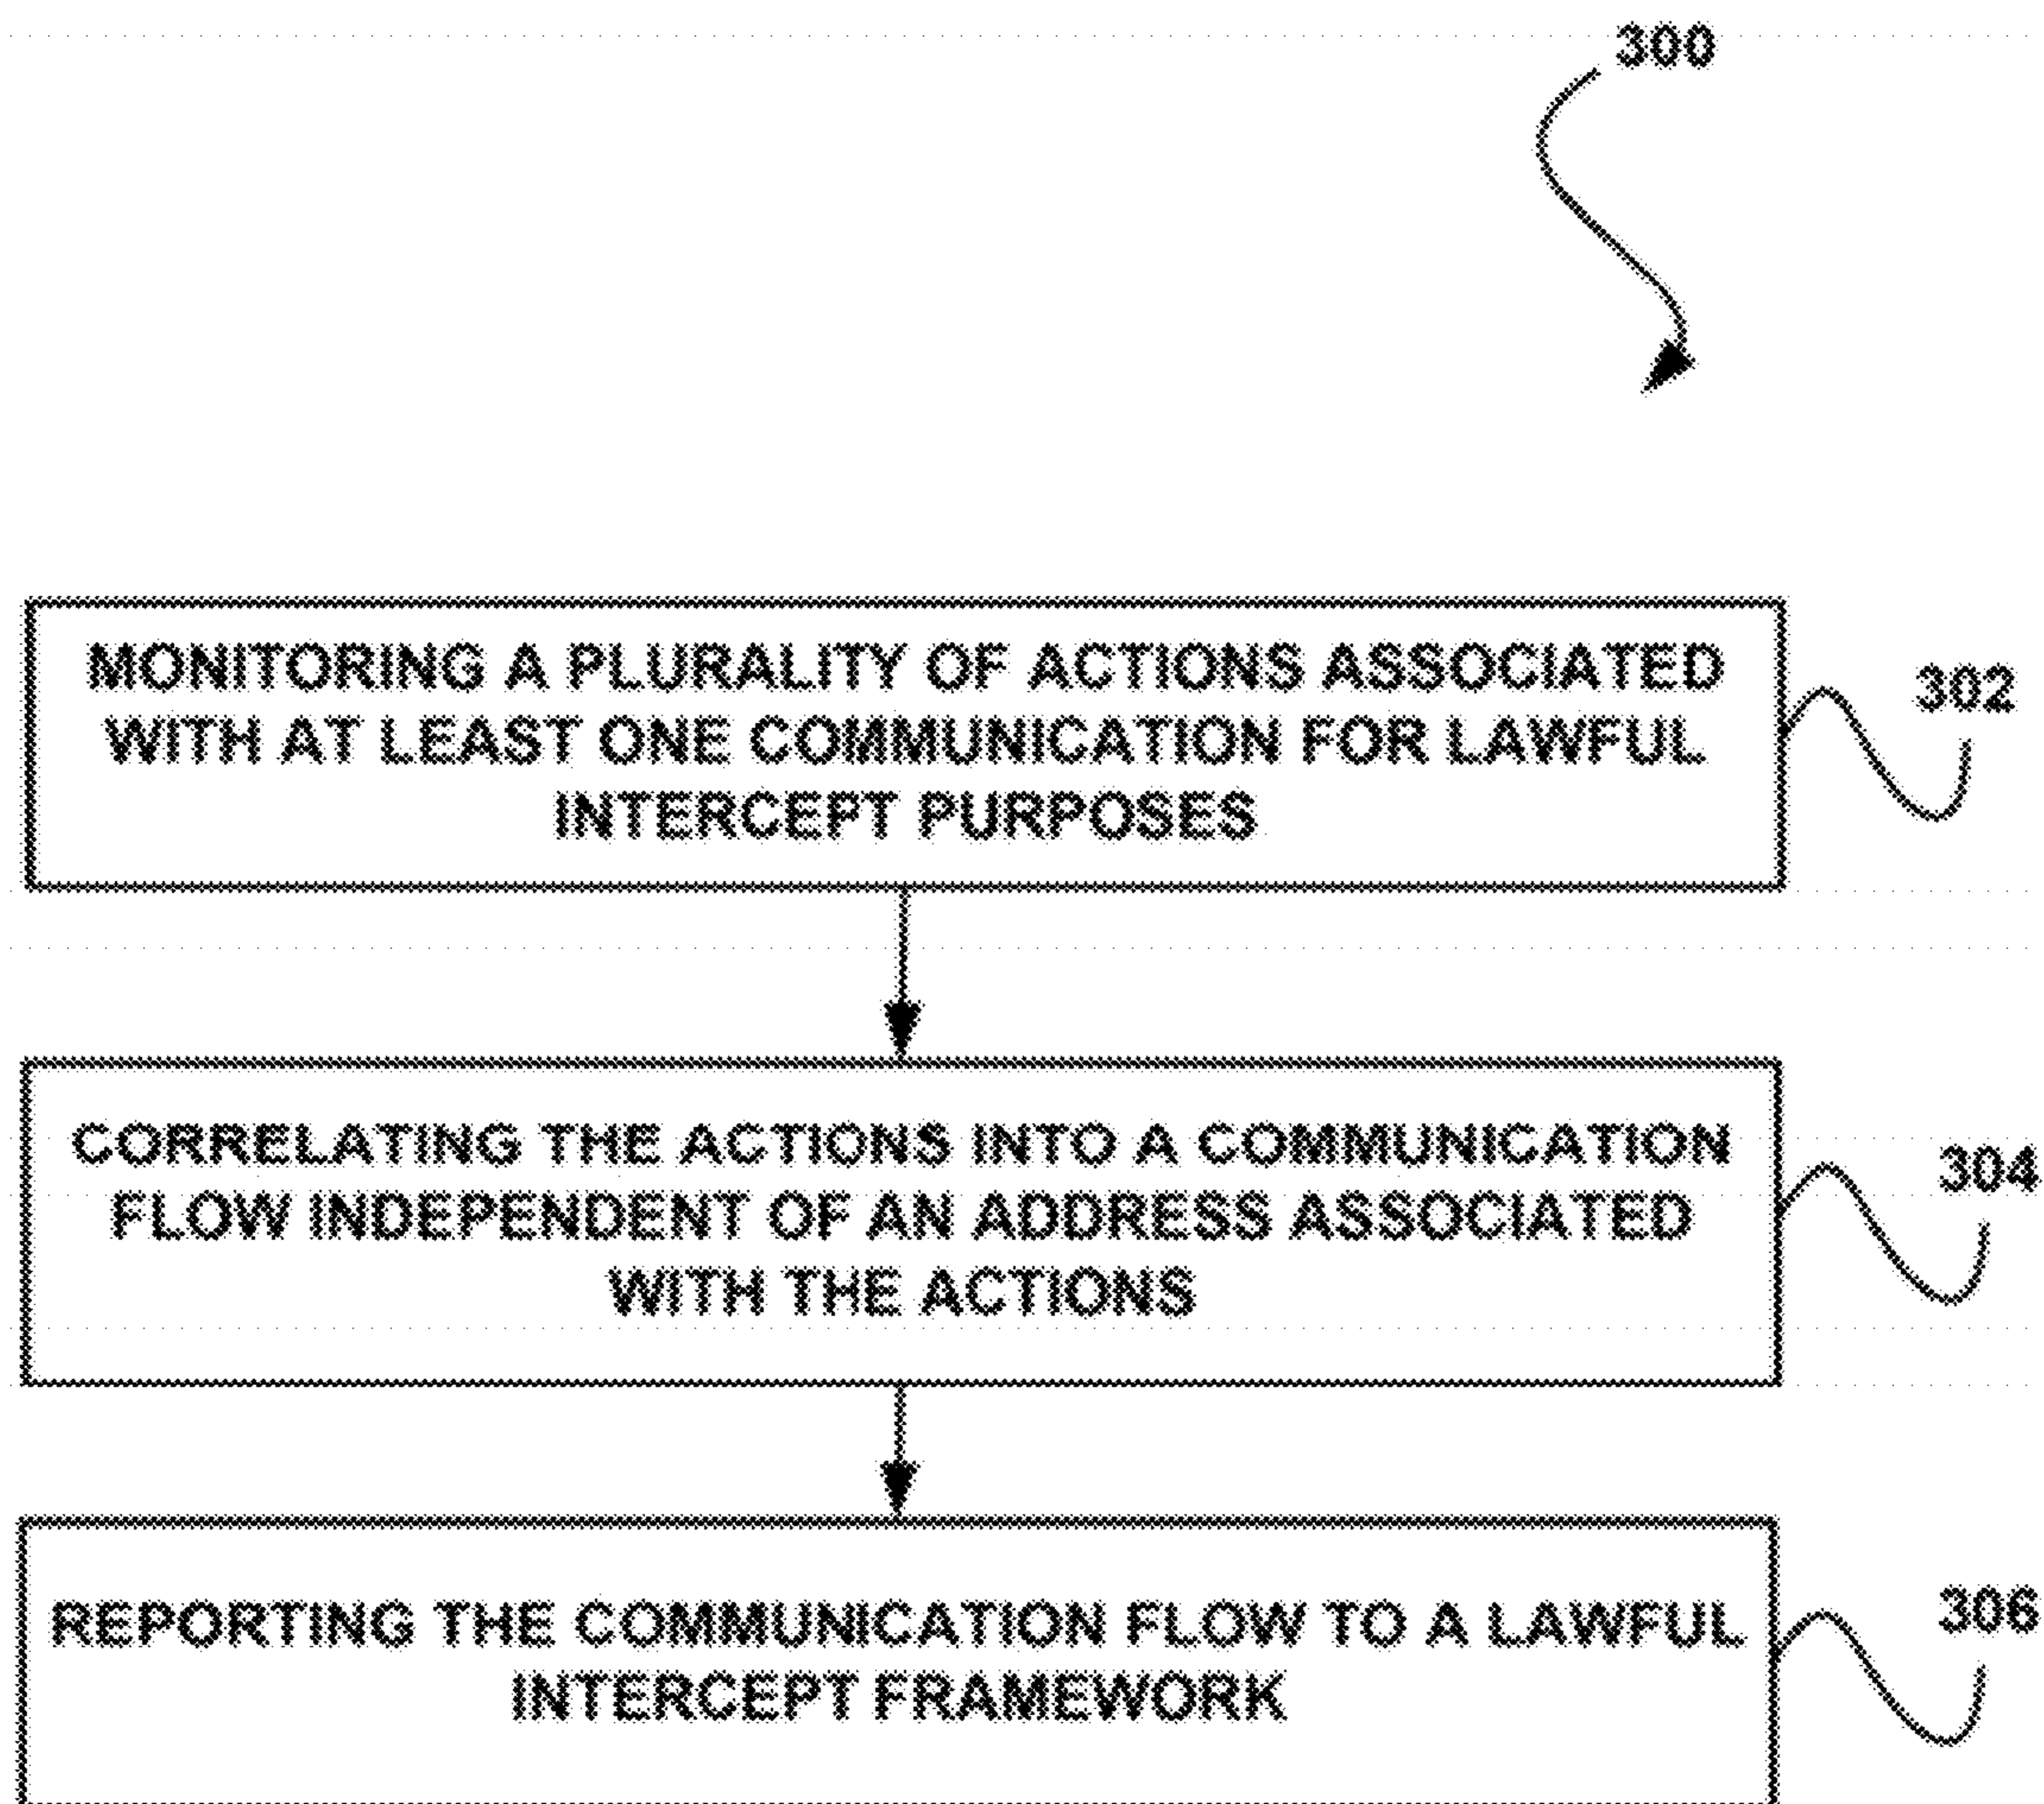 300
MONITORING A PLURALITY OF ACTIONS ASSOCIATED
WITH AT LEAST ONE COMMUNICATION FOR LAWFUL
INTERCEPT PURPOSES
302
CORRELATING THE ACTIONS INTO A COMMUNICATION
FLOW INDEPENDENT OF AN ADDRESS ASSOCIATED
WITH THE ACTIONS
304
REPORTING THE COMMUNICATION FLOW TO A LAWFUL
INTERCEPT FRAMEWORK
306